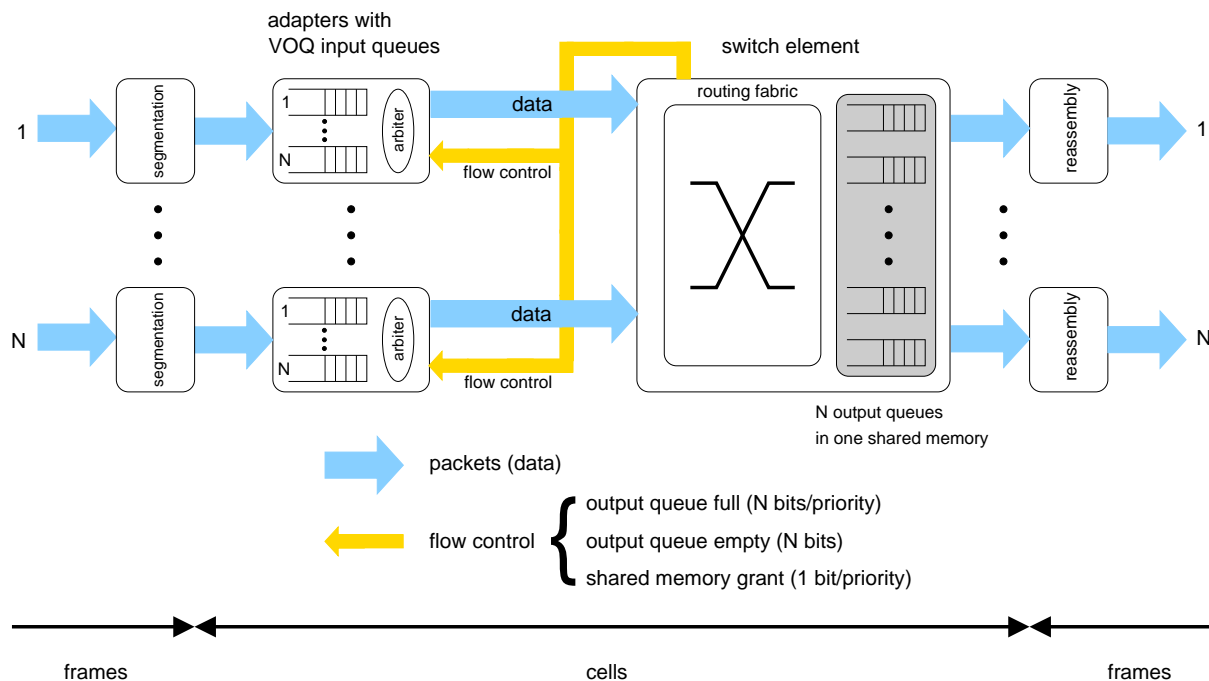 adapters with
VOQ input queues
switch element
1
segmentation
1
N
arbiter
data
flow control
routing fabric
reassembly
1
N
segmentation
1
N
arbiter
data
flow control
reassembly
N
N output queues
in one shared memory
packets (data)
flow control
{
output queue full (N bits/priority)
output queue empty (N bits)
shared memory grant (1 bit/priority)
frames
cells
frames